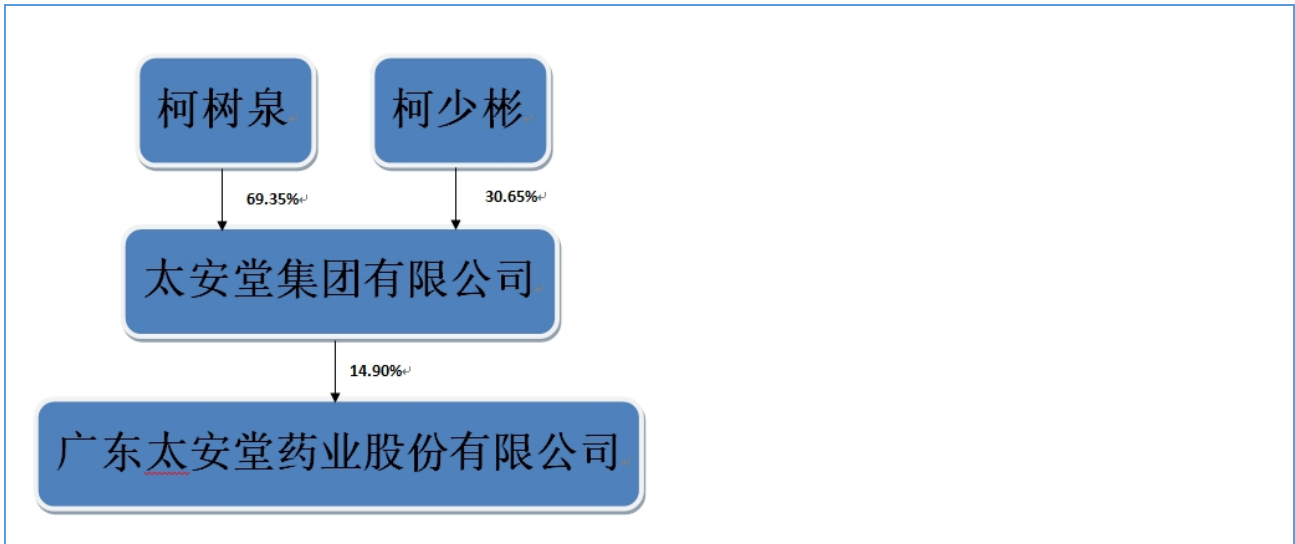 柯树泉
柯少彬
69.35%
30.65%
太安堂集团有限公司
14.90%
广东太安堂药业股份有限公司